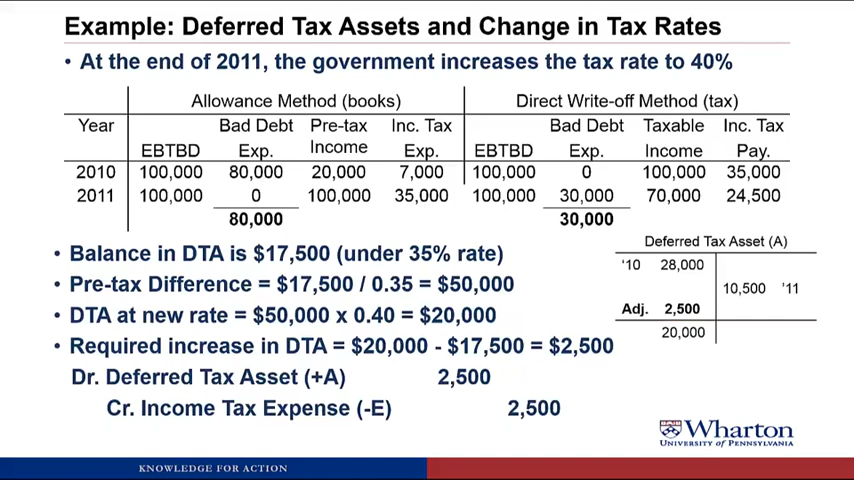 Example: Deferred Tax Assets and Change in Tax Rates
• At the end of 2011, the government increases the tax rate to 40%
Allowance Method (books) Direct Write-off Method (tax)
Year Bad Debt Pre-tax Inc. Tax Bad Debt Taxable Inc. Tax
EBTBD Exp. Income Exp. EBTBD Exp. Income Pay.
2010 100,000 80,000 20,000 7,000 100,000 0 100,000 35,000
2011 100,000 0 100,000 35,000 100,000 30,000 70,000 24,500
80,000 30,000
• Balance in DTA is $17,500 (under 35% rate)
• Pre-tax Difference = $17,500 / 0.35 = $50,000
• DTA at new rate = $50,000 x 0.40 = $20,000
• Required increase in DTA = $20,000 - $17,500 = $2,500
Dr. Deferred Tax Asset (+A) 2,500
Cr. Income Tax Expense (-E) 2,500
Deferred Tax Asset (A)
‘10 28,000
10,500 ’11
Adj. 2,500
20,000
Wharton
UNIVERSITY OF PENNSYLVANIA
KNOWLEDGE FOR ACTION